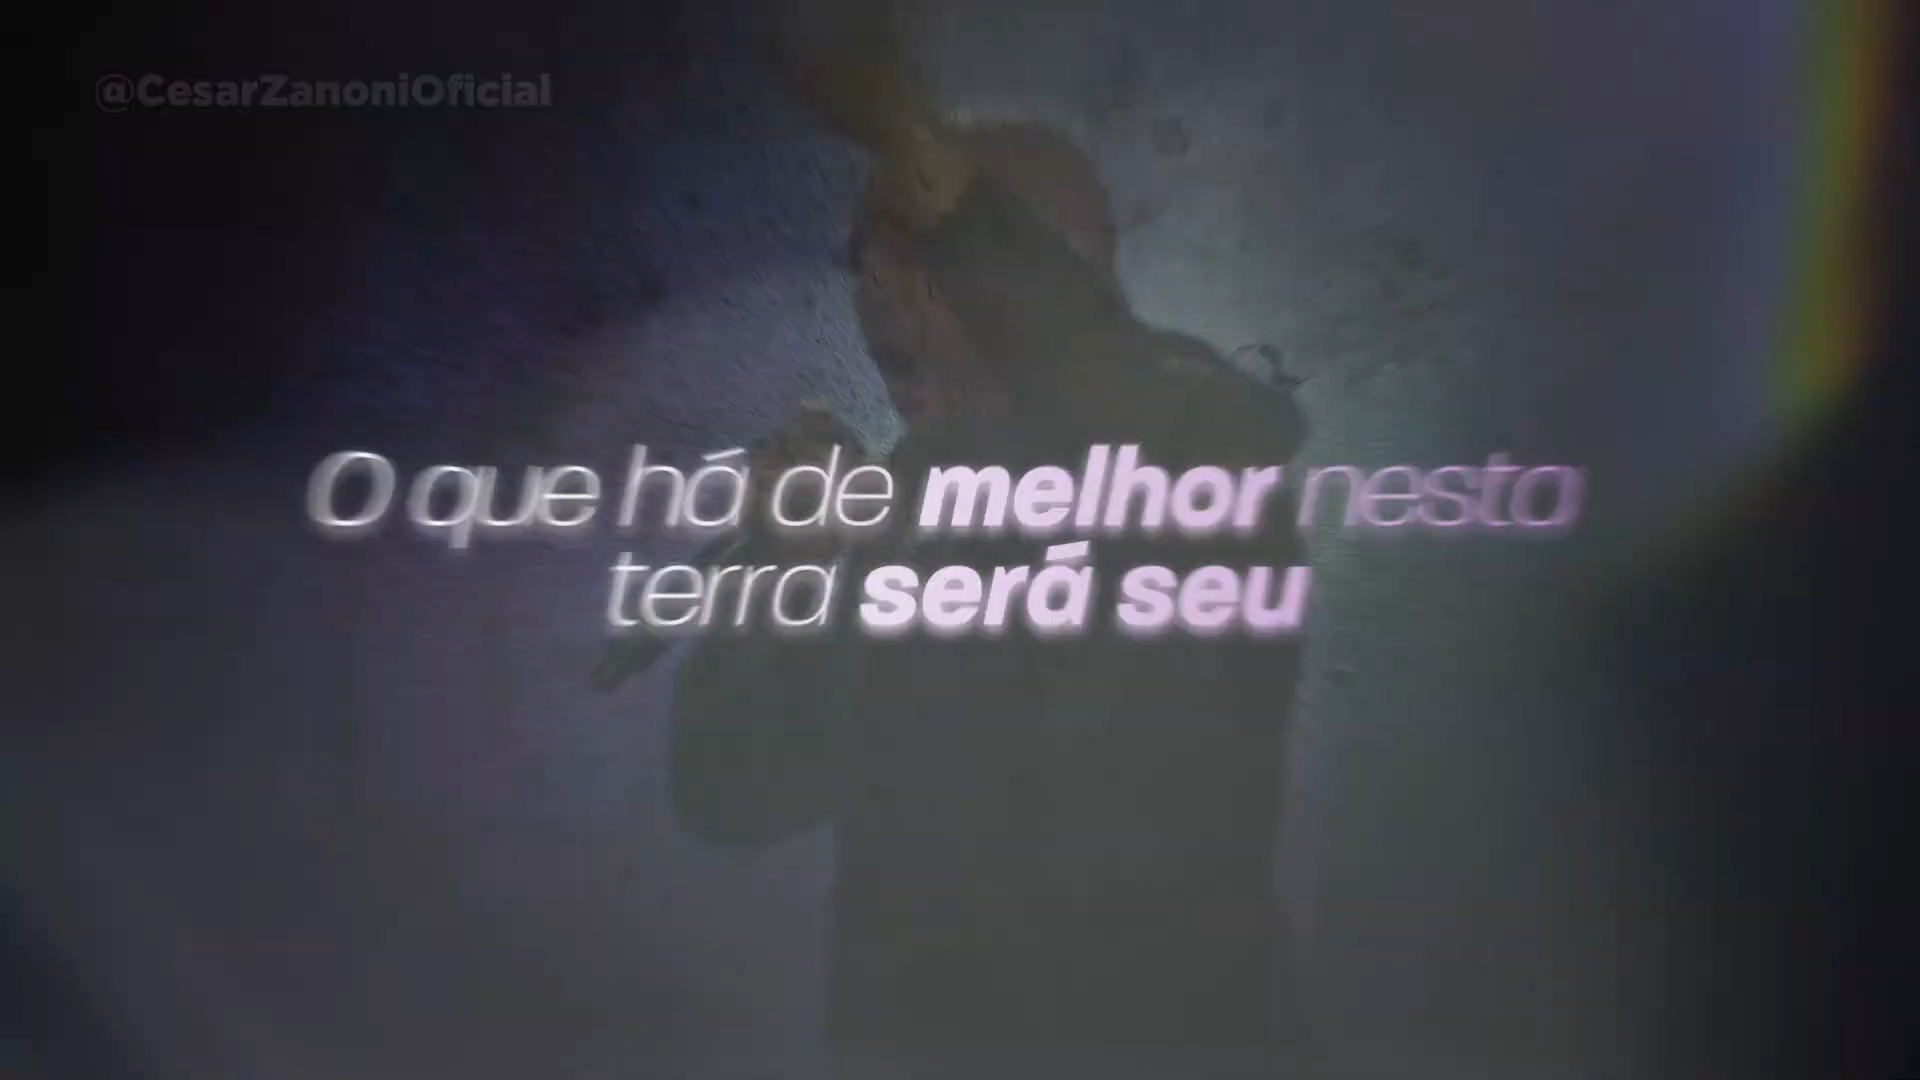 @CesarZanoniOficial
O que há de melhor nesta
terra será seu